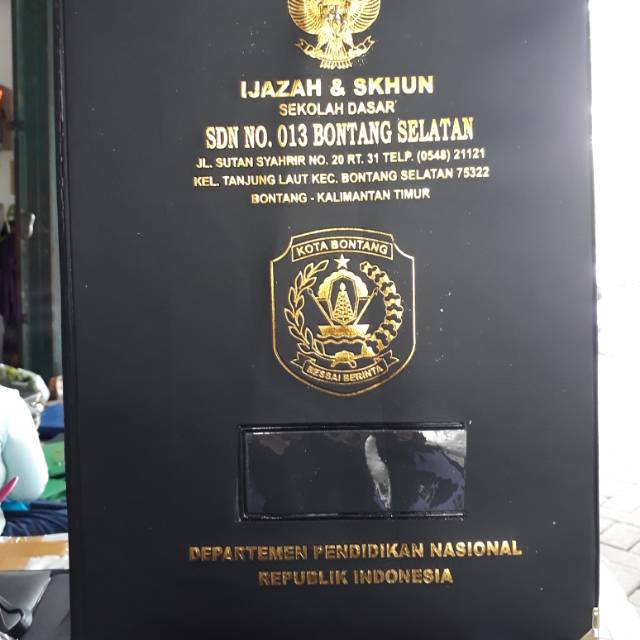 IJAZAH & SKHUN
SEKOLAH DASAR
SDN NO. 013 BONTANG SELATAN
JL. SUTAN SYAHRIR NO. 20 RT. 31 TELP. (0548) 21121
KEL. TANJUNG LAUT KEC. BONTANG SELATAN 75322
BONTANG - KALIMANTAN TIMUR
KOTA BONTANG
BESSAI BERINTA
DEPARTEMEN PENDIDIKAN NASIONAL
REPUBLIK INDONESIA